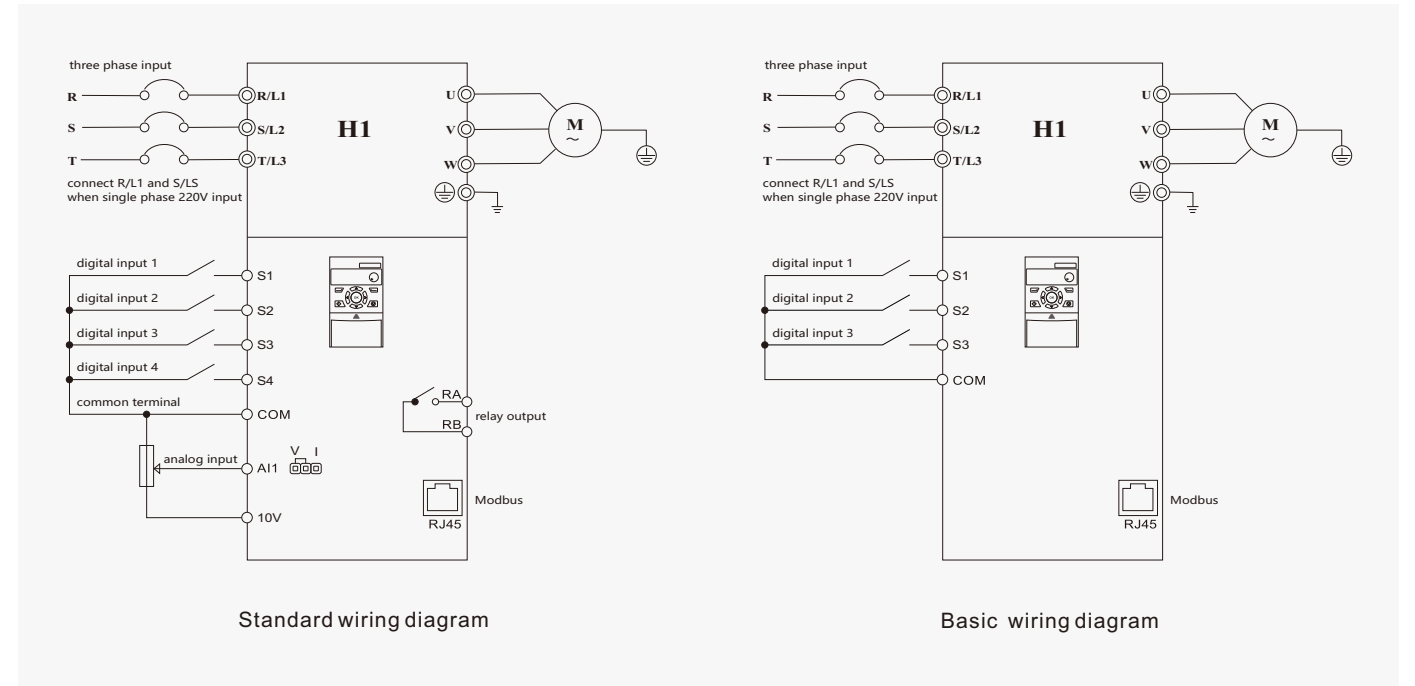 three phase input
R
R/L1
U
S
S/L2
H1
V
M
~
T
T/L3
W
connect R/L1 and S/LS
when single phase 220V input
digital input 1
S1
digital input 2
S2
digital input 3
S3
digital input 4
S4
common terminal
COM
RA
relay output
RB
V I
analog input
AI1
Modbus
RJ45
10V
Standard wiring diagram
three phase input
R
R/L1
U
S
S/L2
H1
V
M
~
T
T/L3
W
connect R/L1 and S/LS
when single phase 220V input
digital input 1
S1
digital input 2
S2
digital input 3
S3
COM
Modbus
RJ45
Basic wiring diagram